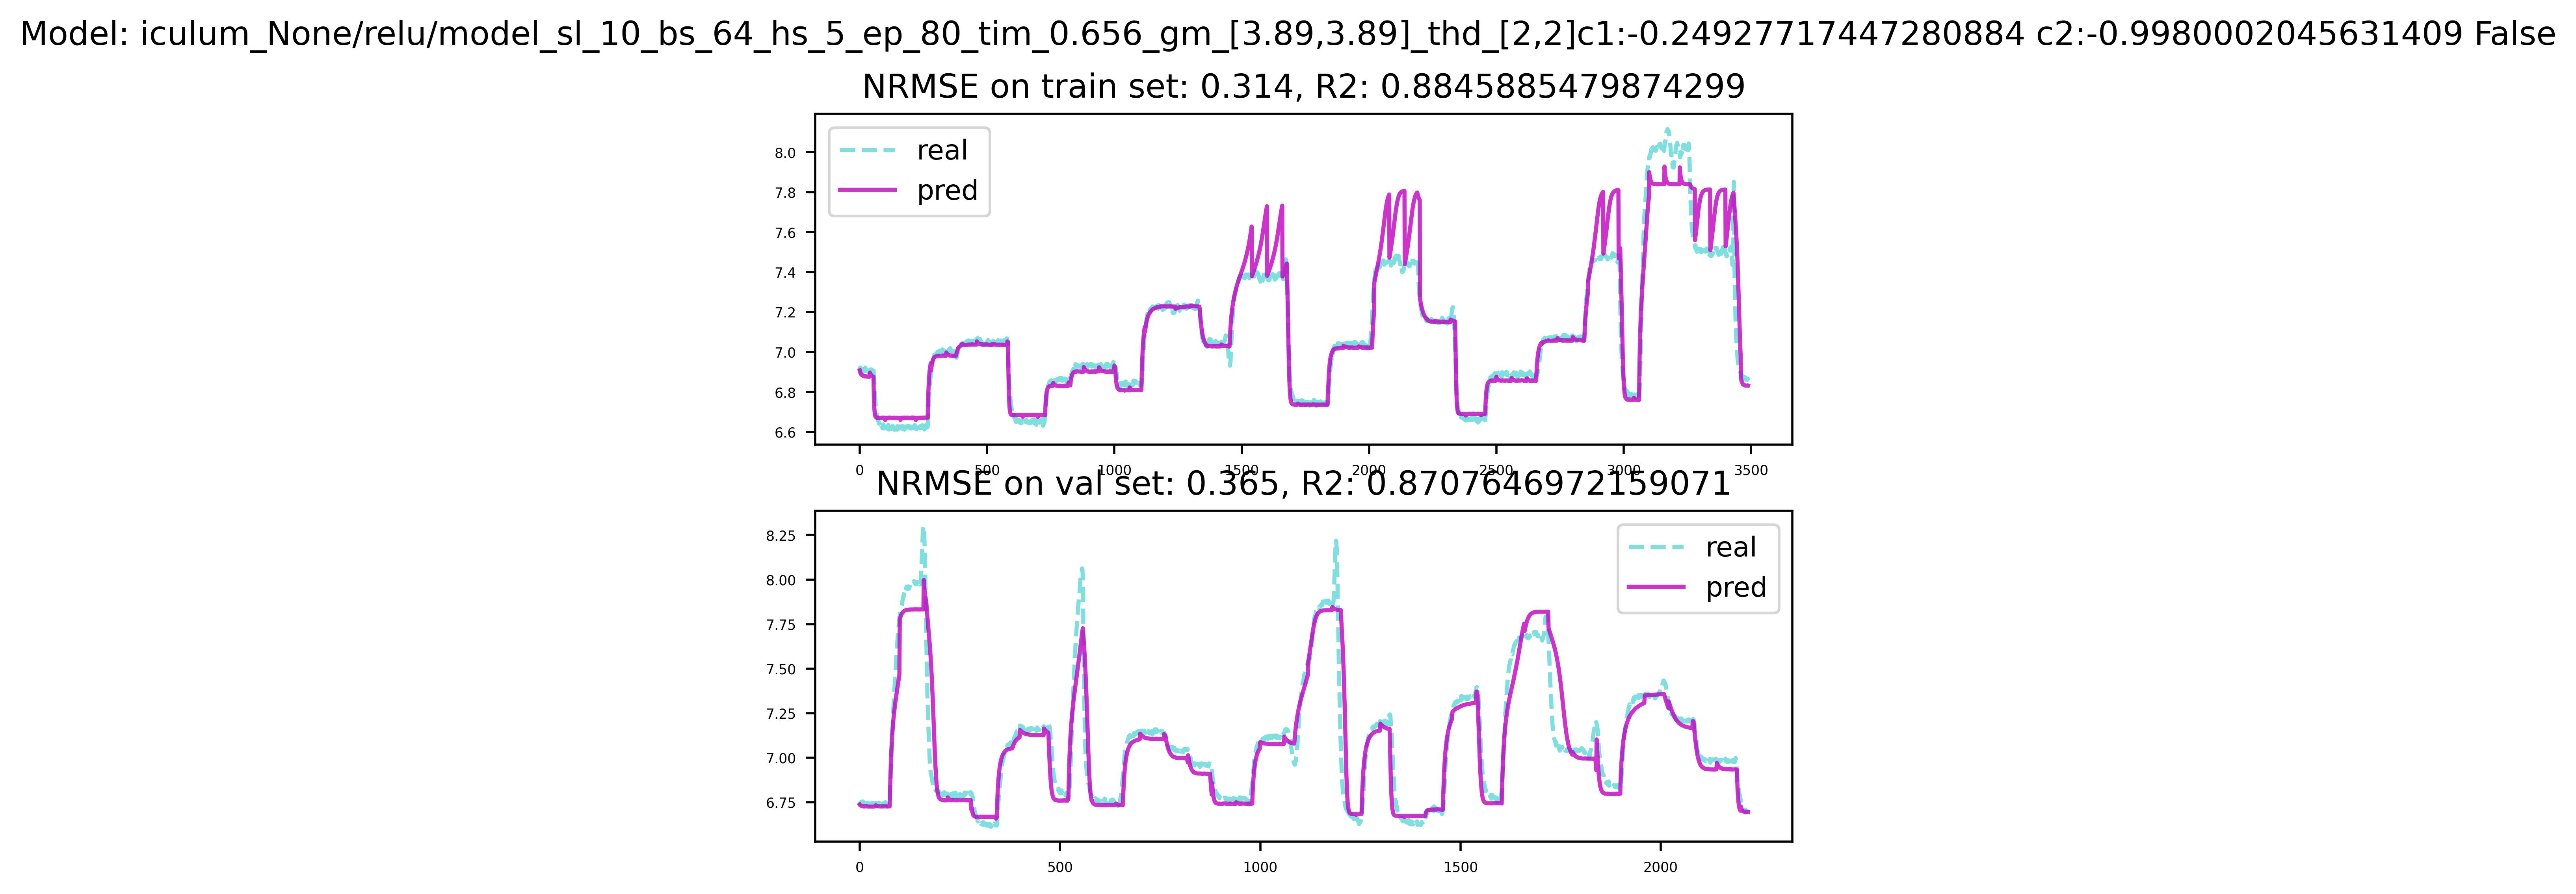 Model: iculum_None/relu/model_sl_10_bs_64_hs_5_ep_80_tim_0.656_gm_[3.89,3.89]_thd_[2,2]c1:-0.24927717447280884 c2:-0.9980002045631409 False
NRMSE on train set: 0.314, R2: 0.8845885479874299
real
pred
8.0
7.8
7.6
7.4
7.2
7.0
6.8
6.6
0 500 1000 1500 2000 2500 3000 3500
NRMSE on val set: 0.365, R2: 0.8707646972159071
real
pred
8.25
8.00
7.75
7.50
7.25
7.00
6.75
0 500 1000 1500 2000